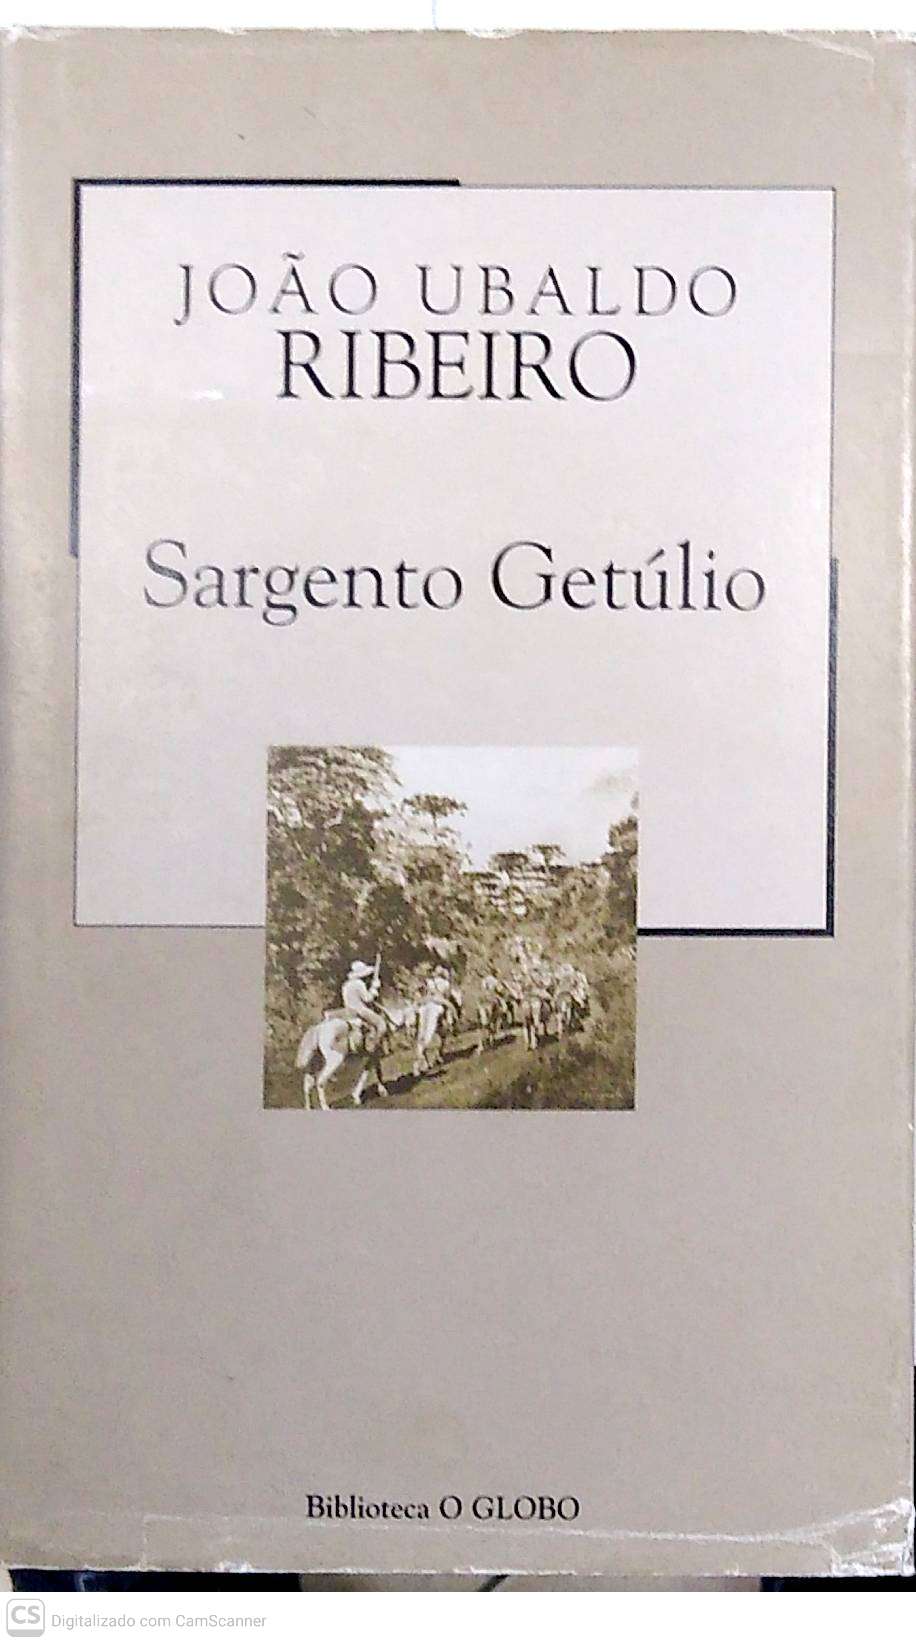 JOÃO UBALDO
RIBEIRO
Sargento Getúlio
Biblioteca O GLOBO
CS Digitalizado com CamScanner